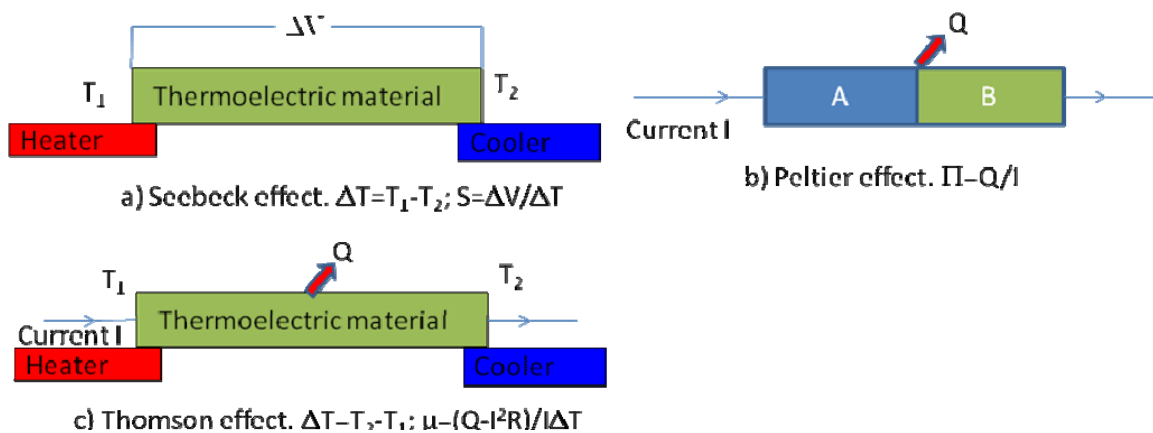 ΔV
T₁
Thermoelectric material
T₂
Heater
Cooler
a) Seebeck effect. ΔT=T₁-T₂; S=ΔV/ΔT
Q
A
B
Current I
b) Peltier effect. Π=Q/I
Q
T₁
T₂
Thermoelectric material
Current I
Heater
Cooler
c) Thomson effect. ΔT=T₂-T₁; μ=(Q-I²R)/IΔT